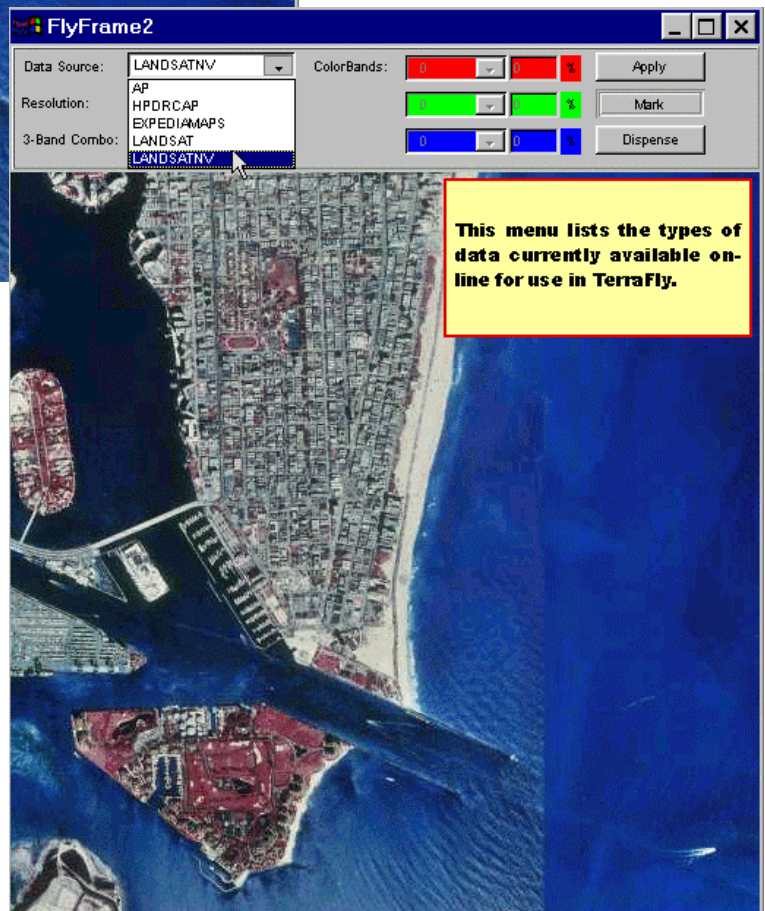 FlyFrame2
Data Source: LANDSATNV ColorBands: 0 0 % Apply
AP
Resolution: HPDRCAP 0 0 % Mark
EXPEDIAMAPS
3-Band Combo: LANDSAT 0 0 % Dispense
LANDSATNV
This menu lists the types of
data currently available on-
line for use in TerraFly.